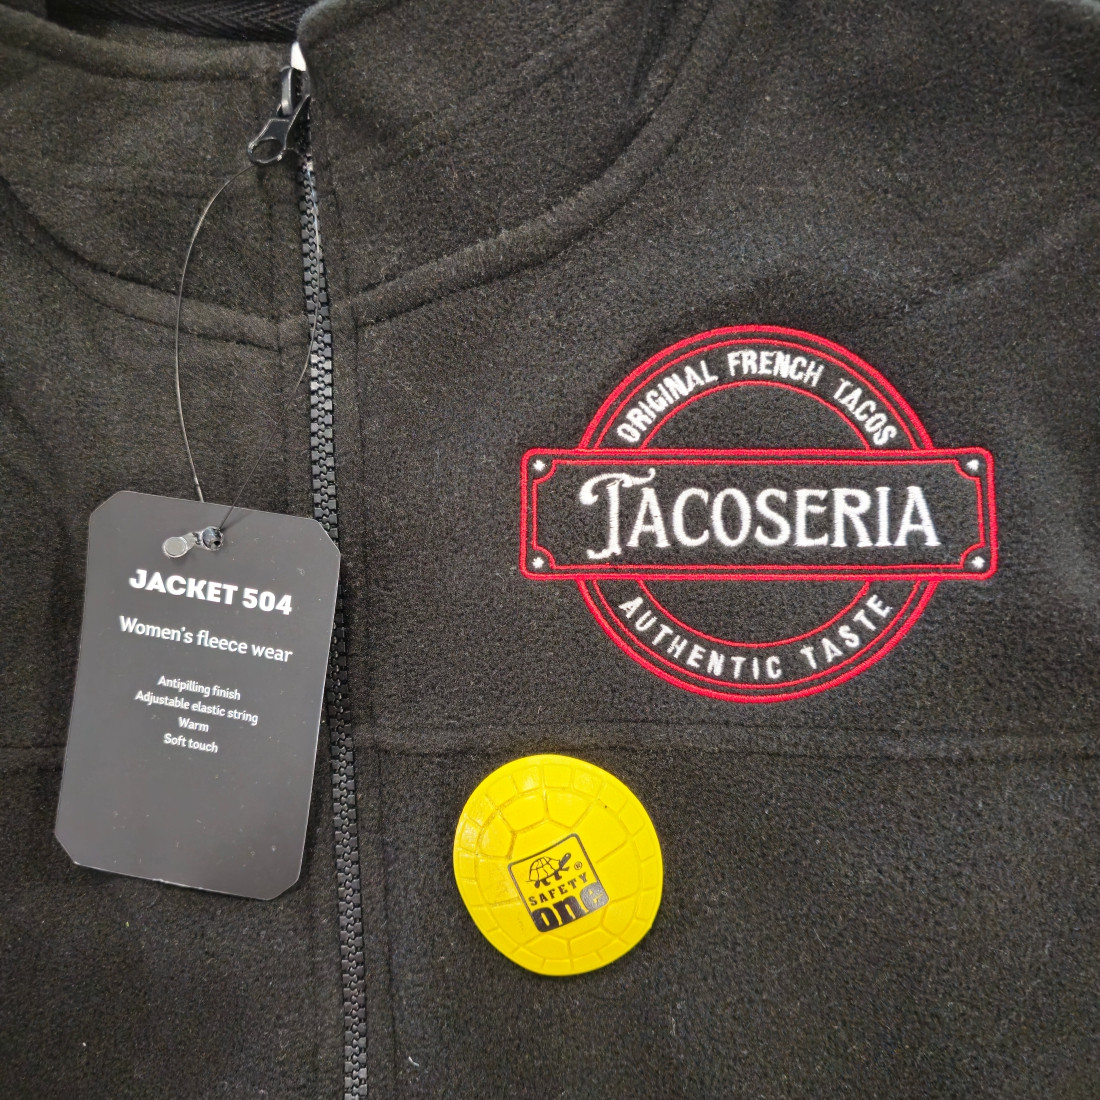 ORIGINAL FRENCH TACOS
TACOSERIA
AUTHENTIC TASTE
JACKET 504
Women's fleece wear
Antipilling finish
Adjustable elastic string
Warm
Soft touch
®
SAFETY
one